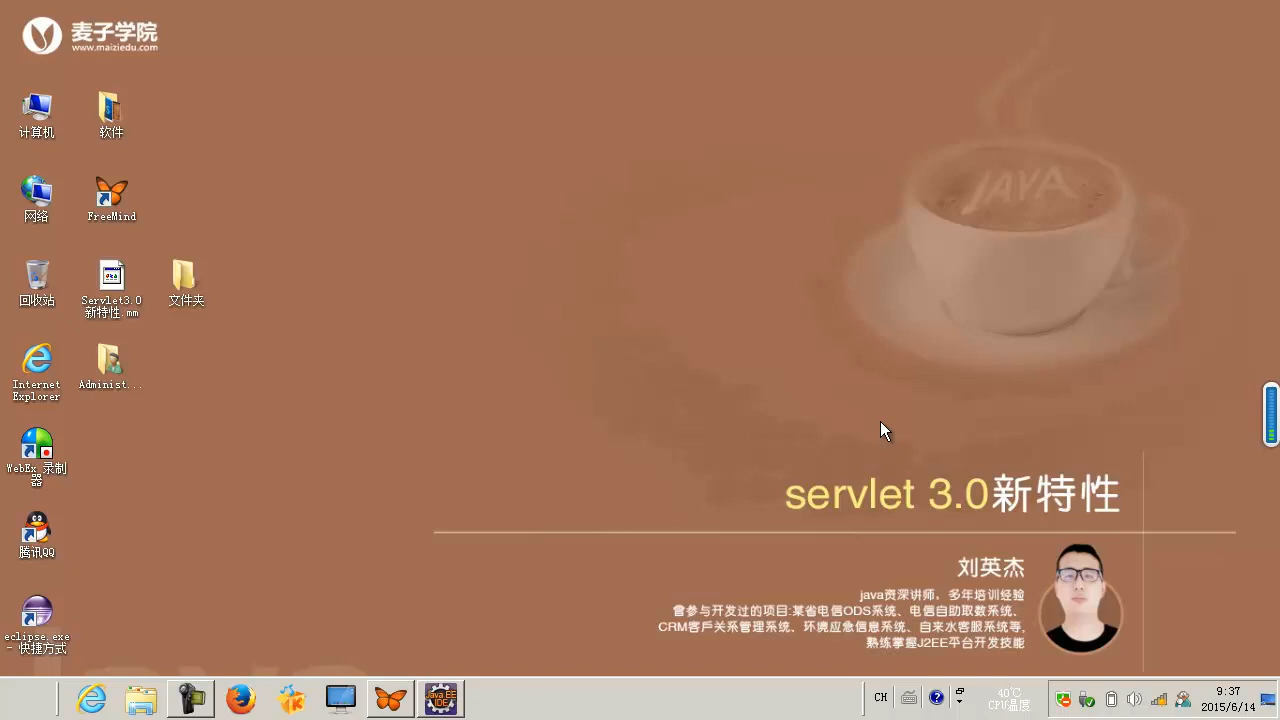 麦子学院
www.maiziedu.com
计算机
软件
网络
FreeMind
回收站
Servlet3.0
新特性.mm
文件夹
Internet
Explorer
Administ...
WebEx 录制
器
腾讯QQ
eclipse.exe
- 快捷方式
JAVA
servlet 3.0新特性
刘英杰
java资深讲师，多年培训经验
曾参与开发过的项目:某省电信ODS系统、电信自助取数系统、
CRM客户关系管理系统、环境应急信息系统、自来水客服系统等,
熟练掌握J2EE平台开发技能
Java EE
IDE
CH
40℃
CPU温度
2015/6/14